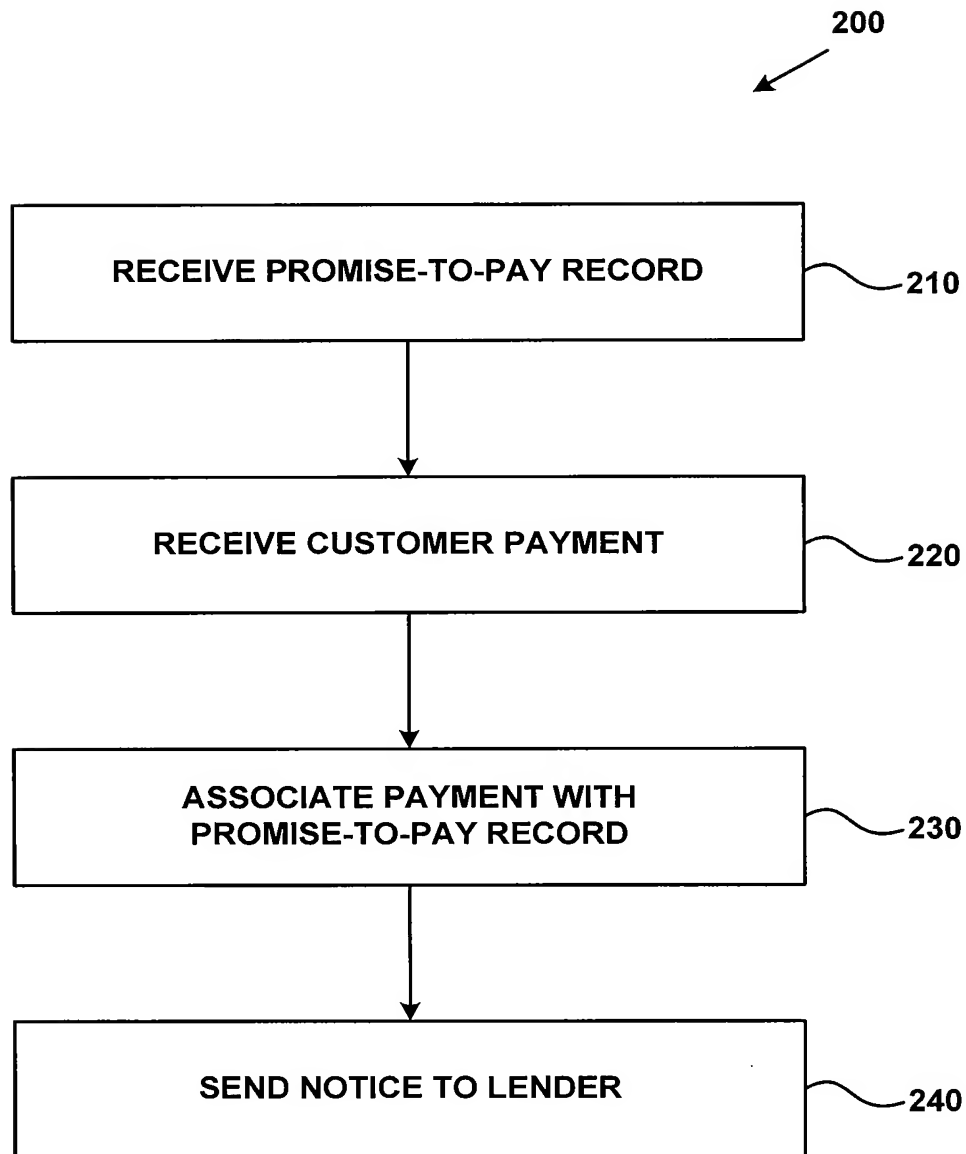 200
RECEIVE PROMISE-TO-PAY RECORD
210
RECEIVE CUSTOMER PAYMENT
220
ASSOCIATE PAYMENT WITH
PROMISE-TO-PAY RECORD
230
SEND NOTICE TO LENDER
240